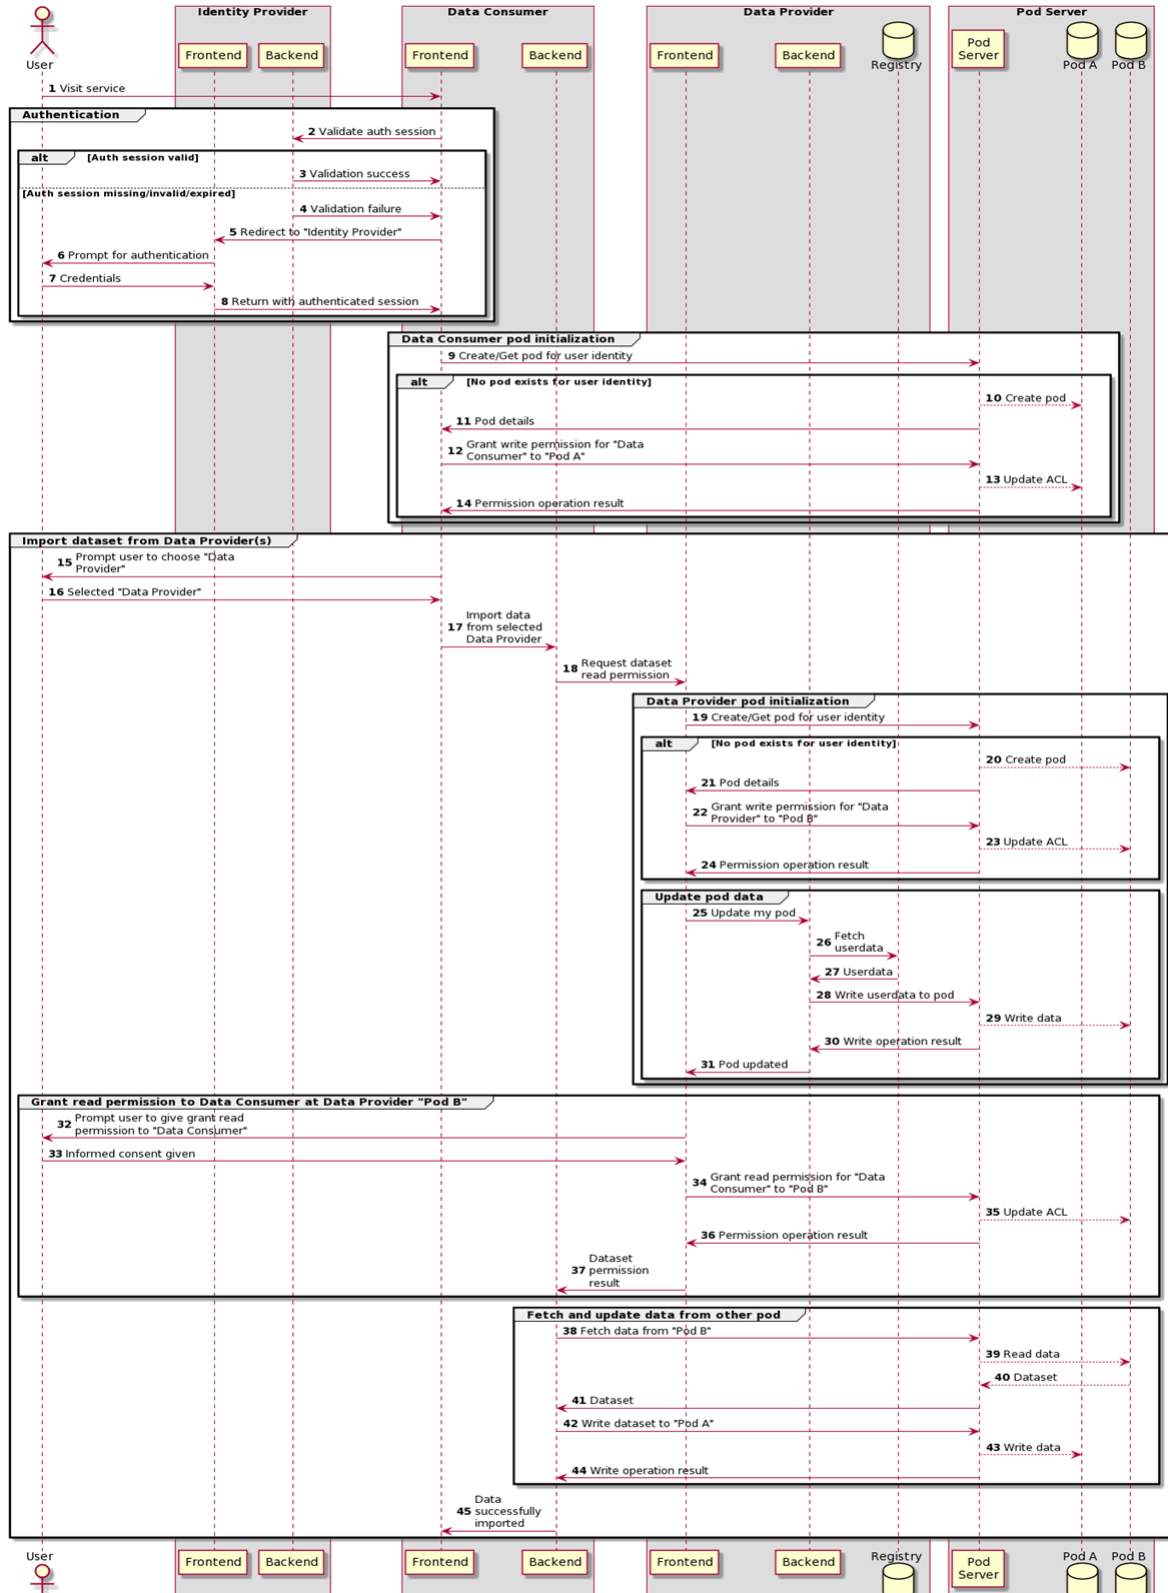 Identity Provider
Data Consumer
Data Provider
Pod Server
User
Frontend
Backend
Frontend
Backend
Frontend
Backend
Registry
Pod
Server
Pod A
Pod B
1 Visit service
Authentication
2 Validate auth session
alt
[Auth session valid]
3 Validation success
[Auth session missing/invalid/expired]
4 Validation failure
5 Redirect to "Identity Provider"
6 Prompt for authentication
7 Credentials
8 Return with authenticated session
Data Consumer pod initialization
9 Create/Get pod for user identity
alt
[No pod exists for user identity]
10 Create pod
11 Pod details
12 Grant write permission for "Data
Consumer" to "Pod A"
13 Update ACL
14 Permission operation result
Import dataset from Data Provider(s)
15 Prompt user to choose "Data
Provider"
16 Selected "Data Provider"
17 Import data
from selected
Data Provider
18 Request dataset
read permission
Data Provider pod initialization
19 Create/Get pod for user identity
alt
[No pod exists for user identity]
20 Create pod
21 Pod details
22 Grant write permission for "Data
Provider" to "Pod B"
23 Update ACL
24 Permission operation result
Update pod data
25 Update my pod
26 Fetch
userdata
27 Userdata
28 Write userdata to pod
29 Write data
30 Write operation result
31 Pod updated
Grant read permission to Data Consumer at Data Provider "Pod B"
32 Prompt user to give grant read
permission to "Data Consumer"
33 Informed consent given
34 Grant read permission for "Data
Consumer" to "Pod B"
35 Update ACL
36 Permission operation result
37 Dataset
permission
result
Fetch and update data from other pod
38 Fetch data from "Pod B"
39 Read data
40 Dataset
41 Dataset
42 Write dataset to "Pod A"
43 Write data
44 Write operation result
45 Data
successfully
imported
User
Frontend
Backend
Frontend
Backend
Frontend
Backend
Registry
Pod
Server
Pod A
Pod B